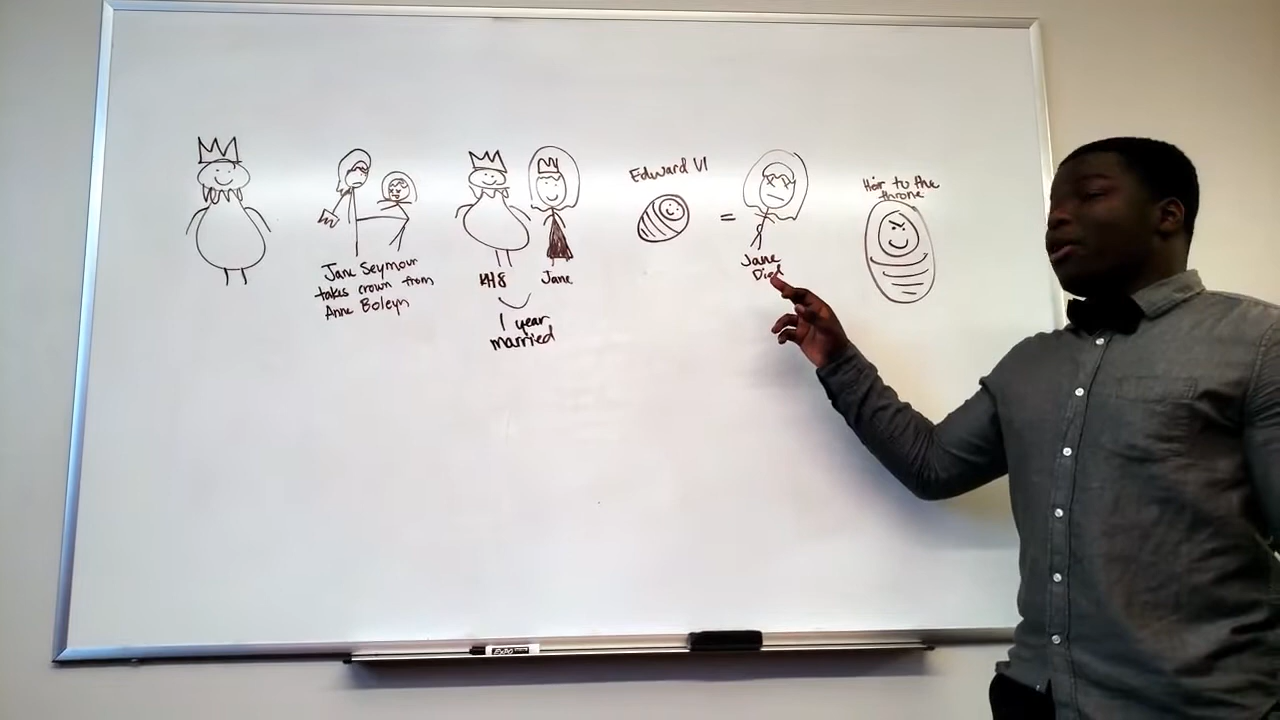 Jane Seymour
takes crown from
Anne Boleyn
KH8
Jane
1 year
married
Edward VI
=
Jane
Died
Heir to the
throne
EXPO